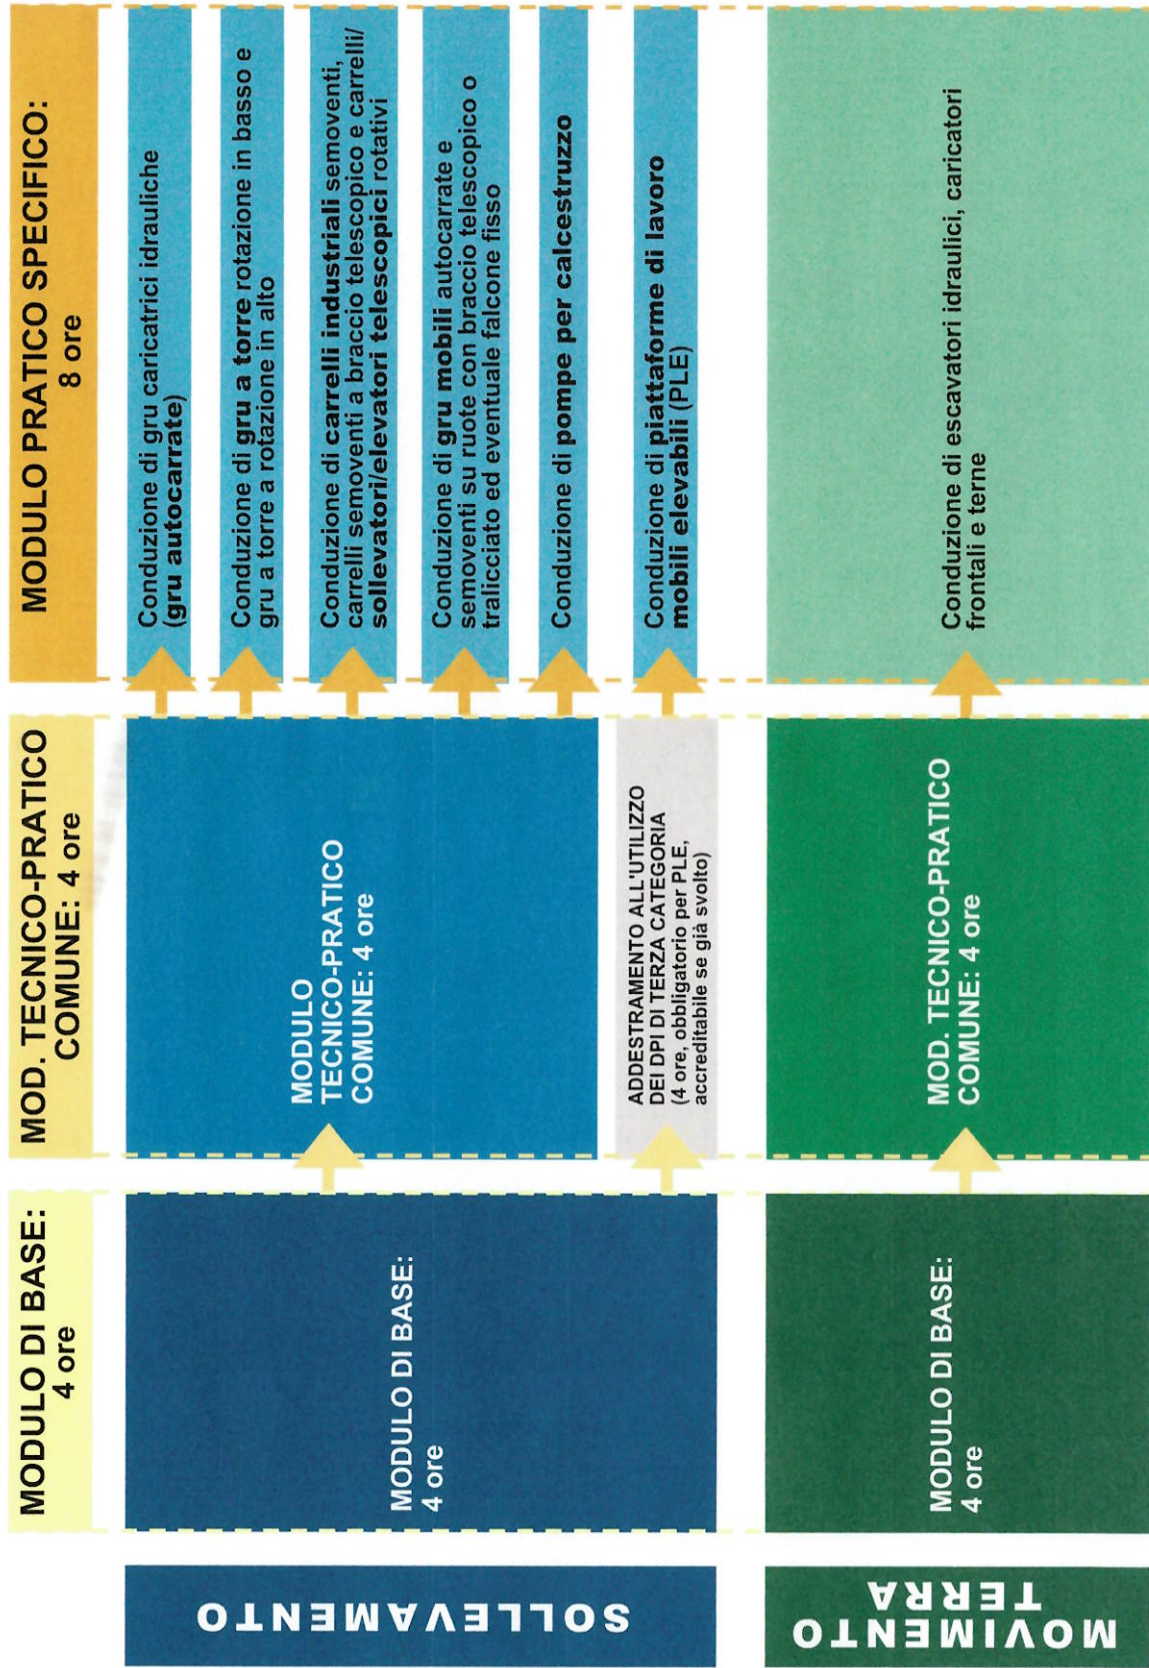 MODULO DI BASE:
4 ore
MOD. TECNICO-PRATICO
COMUNE: 4 ore
MODULO PRATICO SPECIFICO:
8 ore
SOLLEVAMENTO
MODULO DI BASE:
4 ore
MODULO
TECNICO-PRATICO
COMUNE: 4 ore
ADDESTRAMENTO ALL'UTILIZZO
DEI DPI DI TERZA CATEGORIA
(4 ore, obbligatorio per PLE,
accreditabile se già svolto)
Conduzione di gru caricatrici idrauliche
(gru autocarrate)
Conduzione di gru a torre rotazione in basso e
gru a torre a rotazione in alto
Conduzione di carrelli industriali semoventi,
carrelli semoventi a braccio telescopico e carrelli/
sollevatori/elevatori telescopici rotativi
Conduzione di gru mobili autocarrate e
semoventi su ruote con braccio telescopico o
tralicciato ed eventuale falcone fisso
Conduzione di pompe per calcestruzzo
Conduzione di piattaforme di lavoro
mobili elevabili (PLE)
MOVIMENTO
TERRA
MODULO DI BASE:
4 ore
MOD. TECNICO-PRATICO
COMUNE: 4 ore
Conduzione di escavatori idraulici, caricatori
frontali e terne